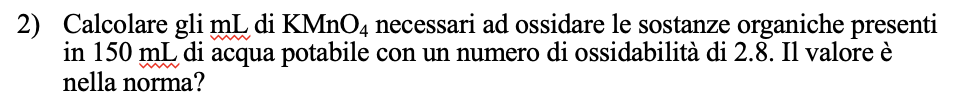 2) Calcolare gli mL di KMnO₄ necessari ad ossidare le sostanze organiche presenti
in 150 mL di acqua potabile con un numero di ossidabilità di 2.8. Il valore è
nella norma?